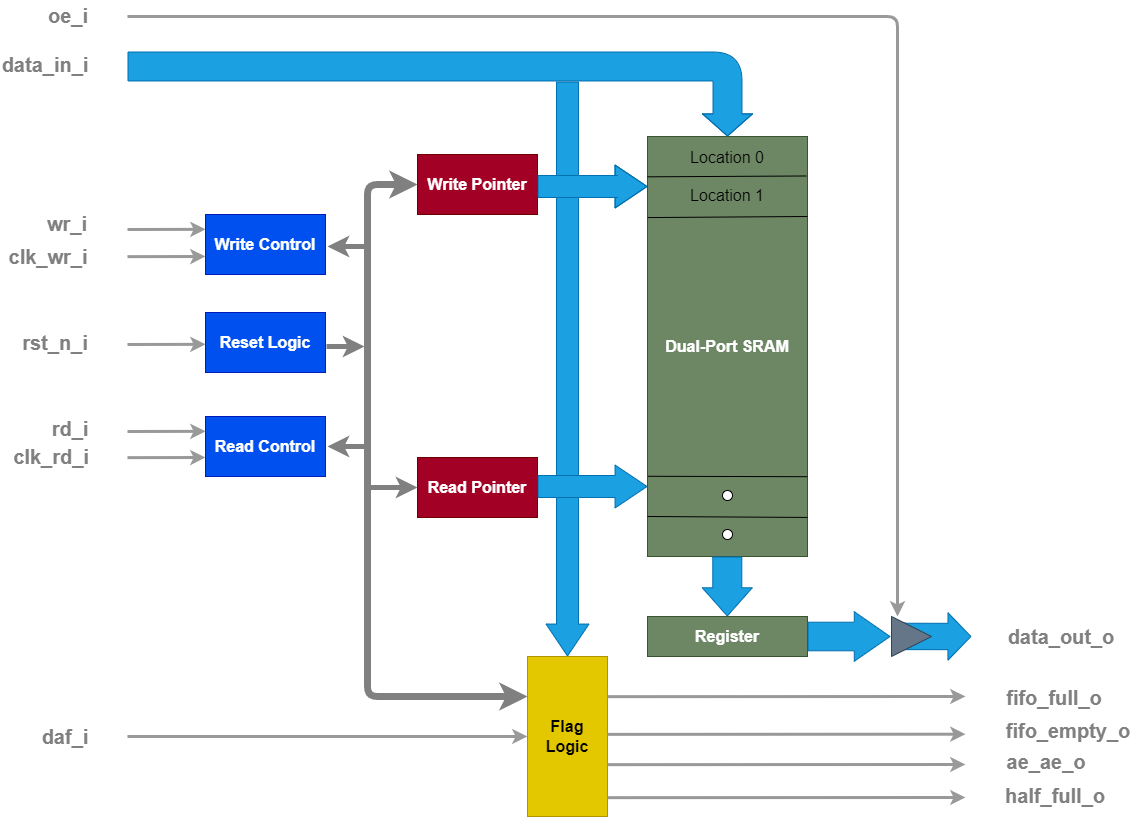 oe_i
data_in_i
Location 0
Write Pointer
Location 1
wr_i
Write Control
clk_wr_i
rst_n_i
Reset Logic
Dual-Port SRAM
rd_i
Read Control
clk_rd_i
Read Pointer
Register
data_out_o
fifo_full_o
Flag
Logic
daf_i
fifo_empty_o
ae_ae_o
half_full_o